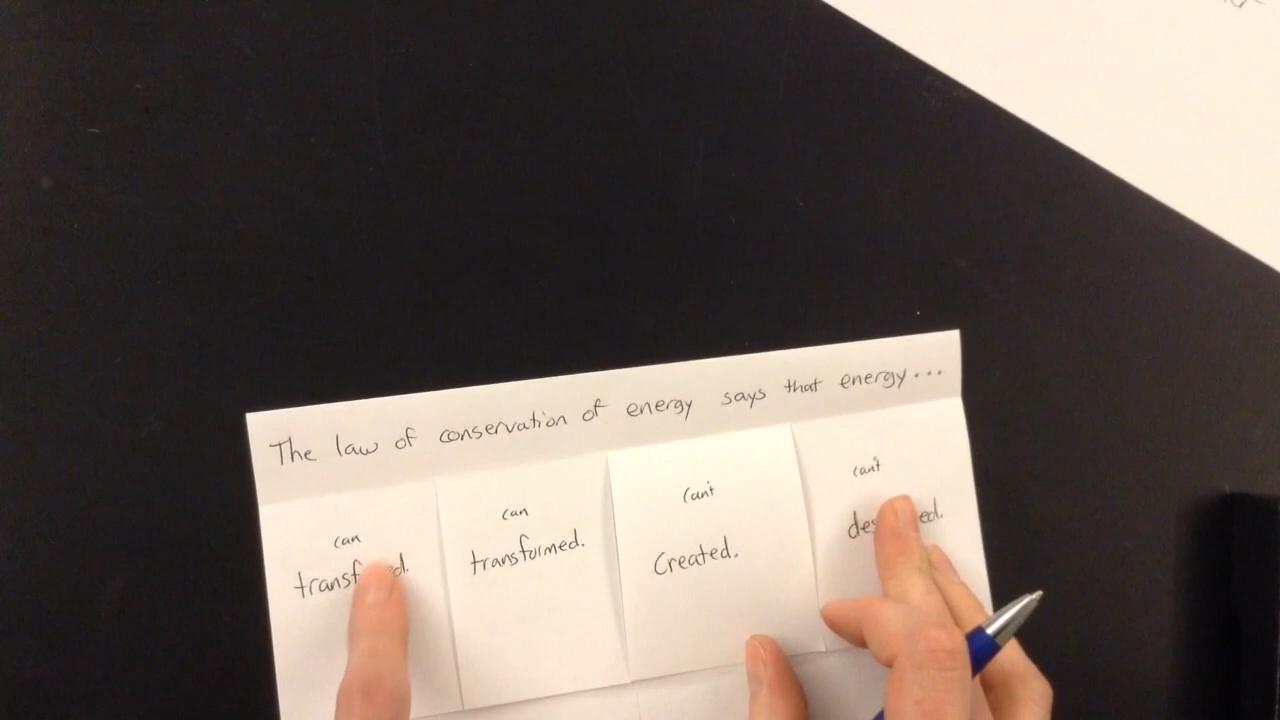 The law of conservation of energy says that energy...
can
can
can't
can't
transformed.
Created.